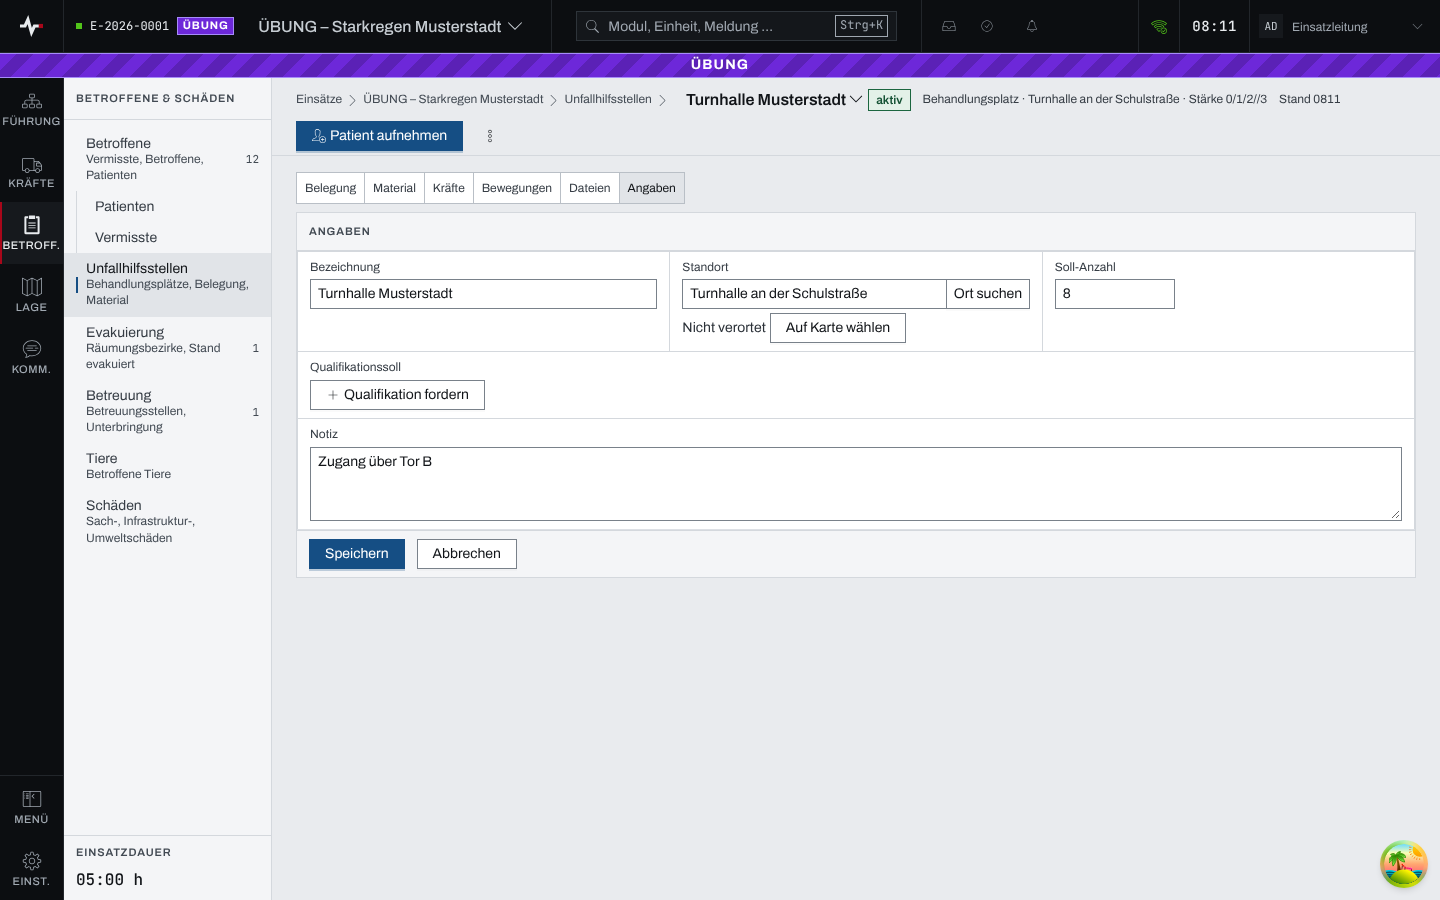 E-2026-0001 ÜBUNG ÜBUNG – Starkregen Musterstadt Modul, Einheit, Meldung ... Strg+K 08:11 AD Einsatzleitung
ÜBUNG
FÜHRUNG
KRÄFTE
BETROFF.
LAGE
KOMM.
MENÜ
EINST.
BETROFFENE & SCHÄDEN
Betroffene
Vermisste, Betroffene, 12
Patienten
Patienten
Vermisste
Unfallhilfsstellen
Behandlungsplätze, Belegung,
Material
Evakuierung
Räumungsbezirke, Stand 1
evakuiert
Betreuung
Betreuungsstellen, 1
Unterbringung
Tiere
Betroffene Tiere
Schäden
Sach-, Infrastruktur-,
Umweltschäden
EINSATZDAUER
05:00 h
Einsätze ÜBUNG – Starkregen Musterstadt Unfallhilfsstellen Turnhalle Musterstadt aktiv Behandlungsplatz · Turnhalle an der Schulstraße · Stärke 0/1/2//3 Stand 0811
Patient aufnehmen
Belegung Material Kräfte Bewegungen Dateien Angaben
ANGABEN
Bezeichnung Standort Soll-Anzahl
Turnhalle Musterstadt Turnhalle an der Schulstraße Ort suchen 8
Nicht verortet Auf Karte wählen
Qualifikationssoll
Qualifikation fordern
Notiz
Zugang über Tor B
Speichern Abbrechen